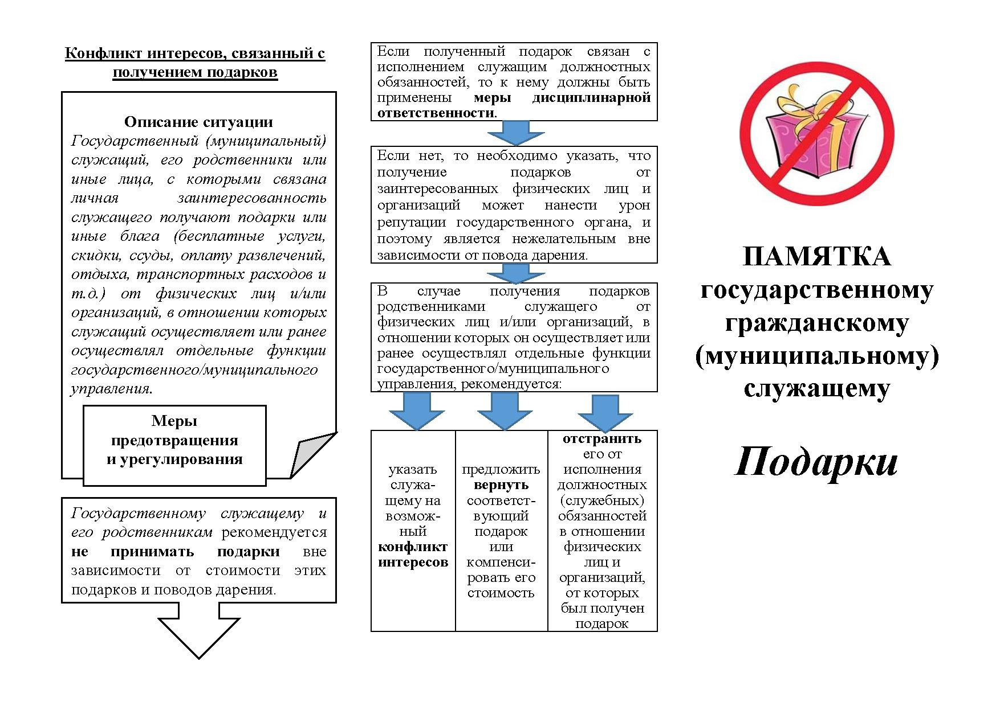 Конфликт интересов, связанный с
получением подарков
Описание ситуации
Государственный (муниципальный)
служащий, его родственники или
иные лица, с которыми связана
личная заинтересованность
служащего получают подарки или
иные блага (бесплатные услуги,
скидки, ссуды, оплату развлечений,
отдыха, транспортных расходов и
т.д.) от физических лиц и/или
организаций, в отношении которых
служащий осуществляет или ранее
осуществлял отдельные функции
государственного/муниципального
управления.
Меры
предотвращения
и урегулирования
Государственному служащему и
его родственникам рекомендуется
не принимать подарки вне
зависимости от стоимости этих
подарков и поводов дарения.
Если полученный подарок связан с
исполнением служащим должностных
обязанностей, то к нему должны быть
применены меры дисциплинарной
ответственности.
Если нет, то необходимо указать, что
получение подарков от
заинтересованных физических лиц и
организаций может нанести урон
репутации государственного органа, и
поэтому является нежелательным вне
зависимости от повода дарения.
В случае получения подарков
родственниками служащего от
физических лиц и/или организаций, в
отношении которых он осуществляет или
ранее осуществлял отдельные функции
государственного/муниципального
управления, рекомендуется:
указать
служа-
щему на
возмож-
ный
конфликт
интересов
предложить
вернуть
соответст-
вующий
подарок
или
компенси-
ровать его
стоимость
отстранить
его от
исполнения
должностных
(служебных)
обязанностей
в отношении
физических
лиц и
организаций,
от которых
был получен
подарок
ПАМЯТКА
государственному
гражданскому
(муниципальному)
служащему
Подарки